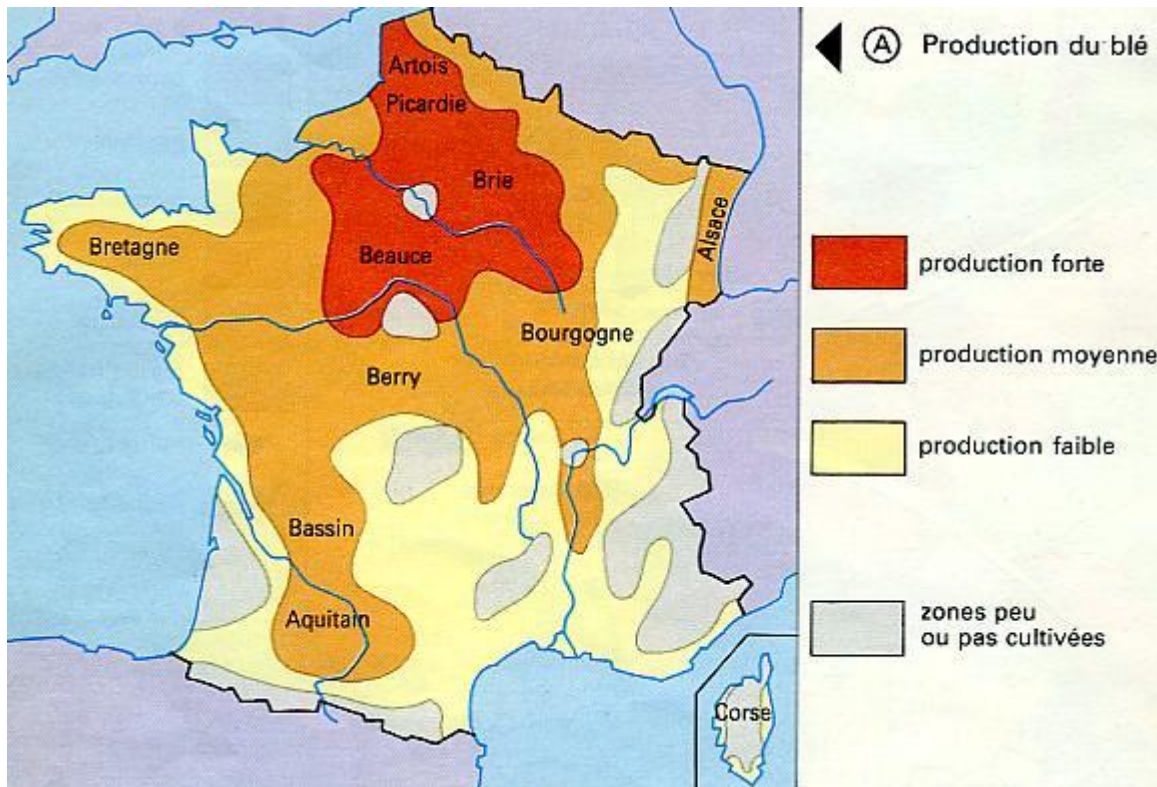 Ⓐ Production du blé
Artois
Picardie
Brie
Alsace
Bretagne
Beauce
Bourgogne
Berry
Bassin
Aquitain
Corse
production forte
production moyenne
production faible
zones peu
ou pas cultivées